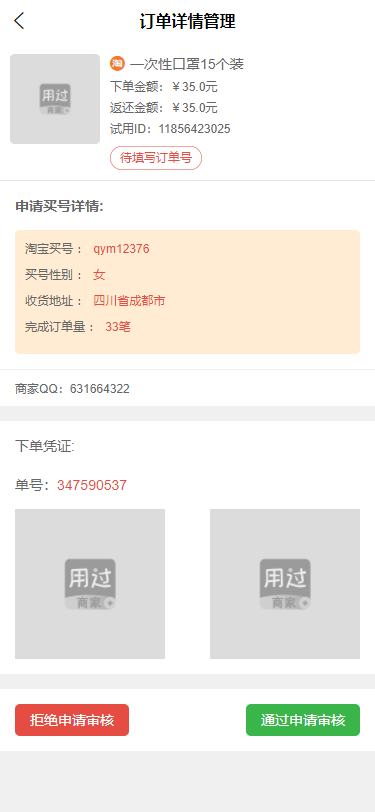 订单详情管理
淘 一次性口罩15个装
下单金额：￥35.0元
返还金额：￥35.0元
试用ID：11856423025
待填写订单号
申请买号详情:
淘宝买号 ： qym12376
买号性别 ： 女
收货地址 ： 四川省成都市
完成订单量 ： 33笔
商家QQ：631664322
下单凭证:
单号：347590537
用过 用过
商家 商家
拒绝申请审核 通过申请审核
用过
商家